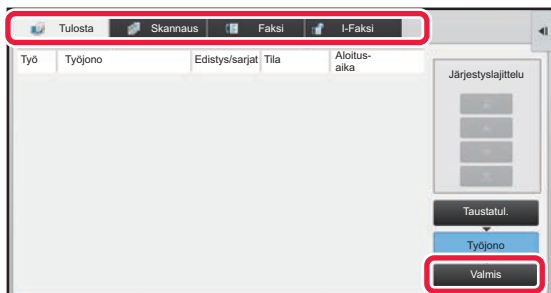 Tulosta Skannaus Faksi I-Faksi
Työ Työjono Edistys/sarjat Tila Aloitus-
aika
Järjestyslajittelu
Taustatul.
Työjono
Valmis